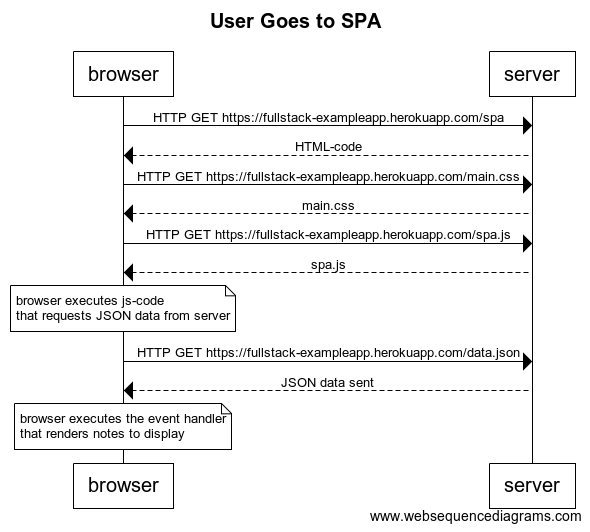 User Goes to SPA
browser
server
HTTP GET https://fullstack-exampleapp.herokuapp.com/spa
HTML-code
HTTP GET https://fullstack-exampleapp.herokuapp.com/main.css
main.css
HTTP GET https://fullstack-exampleapp.herokuapp.com/spa.js
spa.js
browser executes js-code
that requests JSON data from server
HTTP GET https://fullstack-exampleapp.herokuapp.com/data.json
JSON data sent
browser executes the event handler
that renders notes to display
browser
server
www.websequencediagrams.com